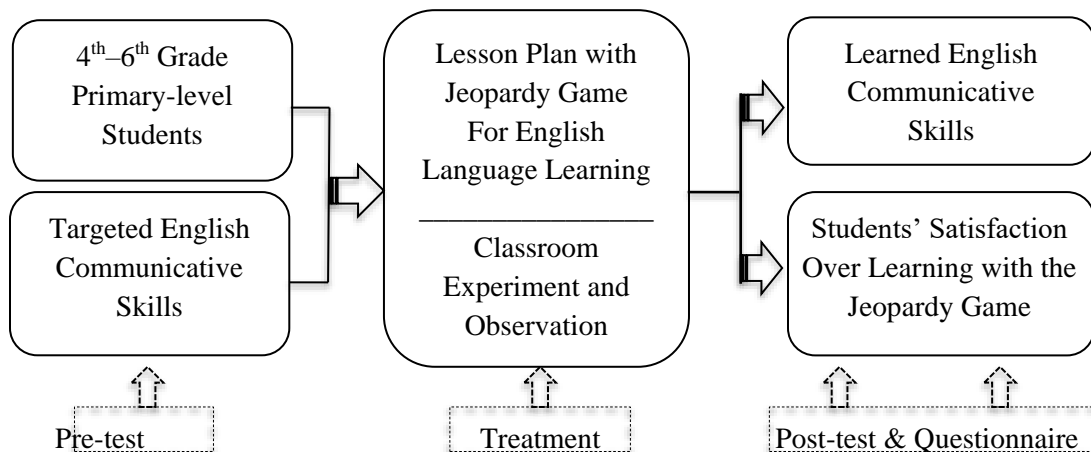 4th–6th Grade
Primary-level
Students
Targeted English
Communicative
Skills
Lesson Plan with
Jeopardy Game
For English
Language Learning
Classroom
Experiment and
Observation
Learned English
Communicative
Skills
Students’ Satisfaction
Over Learning with the
Jeopardy Game
Pre-test
Treatment
Post-test & Questionnaire